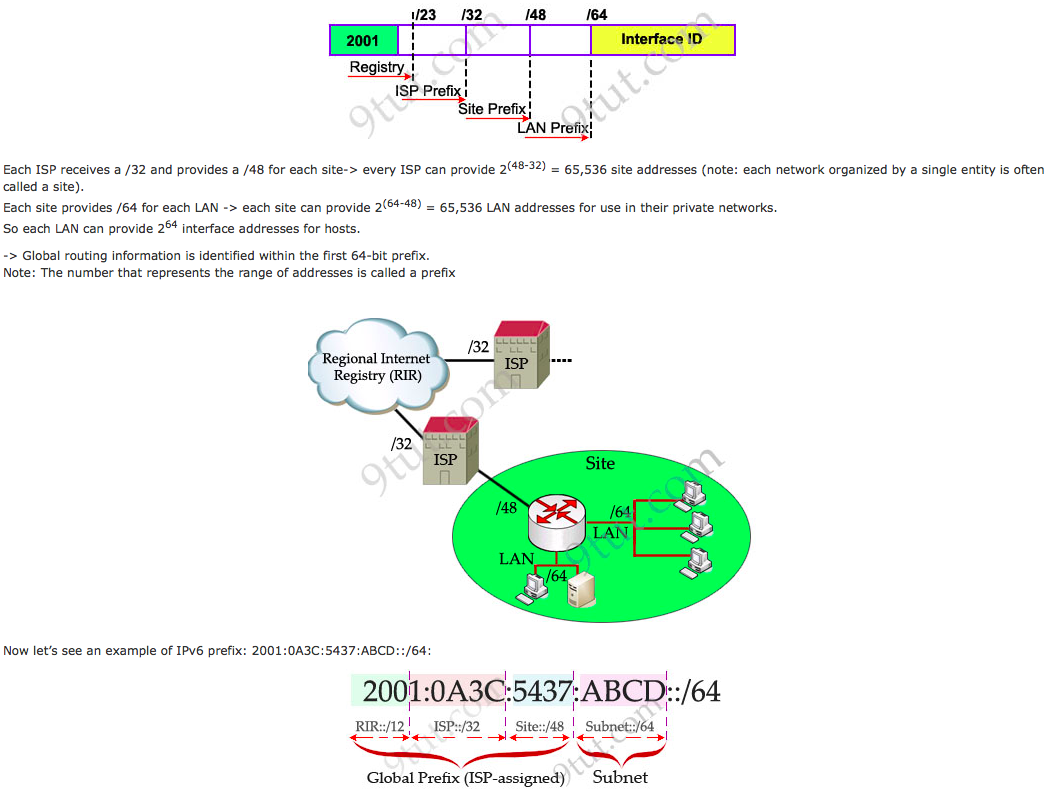 /23 /32 /48 /64
2001 Interface ID
Registry
ISP Prefix
Site Prefix
LAN Prefix
9tut.com 9tut.com
Each ISP receives a /32 and provides a /48 for each site-> every ISP can provide 2(48-32) = 65,536 site addresses (note: each network organized by a single entity is often
called a site).
Each site provides /64 for each LAN -> each site can provide 2(64-48) = 65,536 LAN addresses for use in their private networks.
So each LAN can provide 264 interface addresses for hosts.
-> Global routing information is identified within the first 64-bit prefix.
Note: The number that represents the range of addresses is called a prefix
Regional Internet
Registry (RIR)
/32
ISP
/32
ISP
9tut.com
Site
/48
/64
LAN
LAN
/64
9tut.com
Now let's see an example of IPv6 prefix: 2001:0A3C:5437:ABCD::/64:
2001:0A3C:5437:ABCD::/64
RIR::/12 ISP::/32 Site::/48 Subnet::/64
Global Prefix (ISP-assigned) Subnet
9tut.com 9tut.com